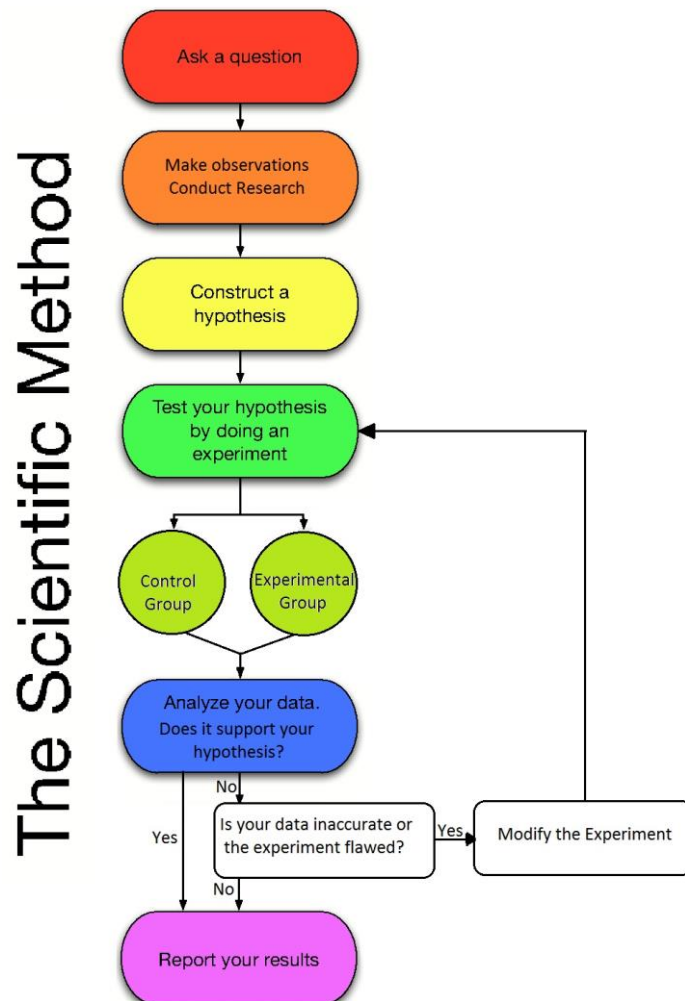 The Scientific Method
Ask a question
Make observations
Conduct Research
Construct a
hypothesis
Test your hypothesis
by doing an
experiment
Control
Group
Experimental
Group
Analyze your data.
Does it support your
hypothesis?
No
Yes
Is your data inaccurate or
the experiment flawed?
Yes
Modify the Experiment
No
Report your results